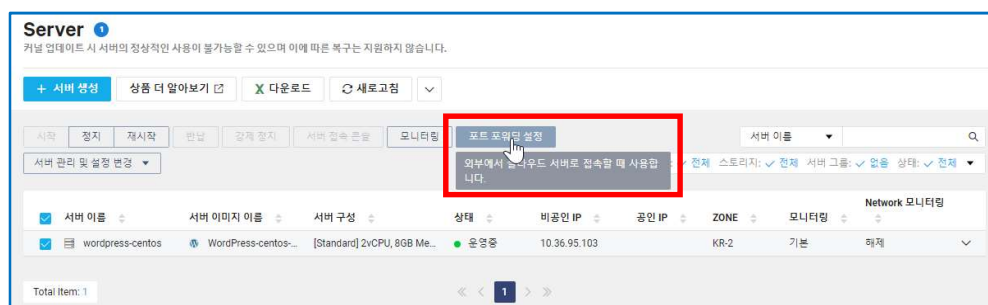 Server 1
커널 업데이트 시 서버의 정상적인 사용이 불가능할 수 있으며 이에 따른 복구는 지원하지 않습니다.
+ 서버 생성 상품 더 알아보기 다운로드 새로고침
시작 정지 재시작 반납 강제 정지 서버 접속 콘솔 모니터링 포트 포워딩 설정 서버 이름
서버 관리 및 설정 변경 전체 스토리지: 전체 서버 그룹: 없음 상태: 전체
외부에서 클라우드 서버로 접속할 때 사용합
니다.
서버 이름 서버 이미지 이름 서버 구성 상태 비공인 IP 공인 IP ZONE 모니터링 Network 모니터링
wordpress-centos WordPress-centos-... [Standard] 2vCPU, 8GB Me... 운영중 10.36.95.103 KR-2 기본 해제
Total Item: 1 1